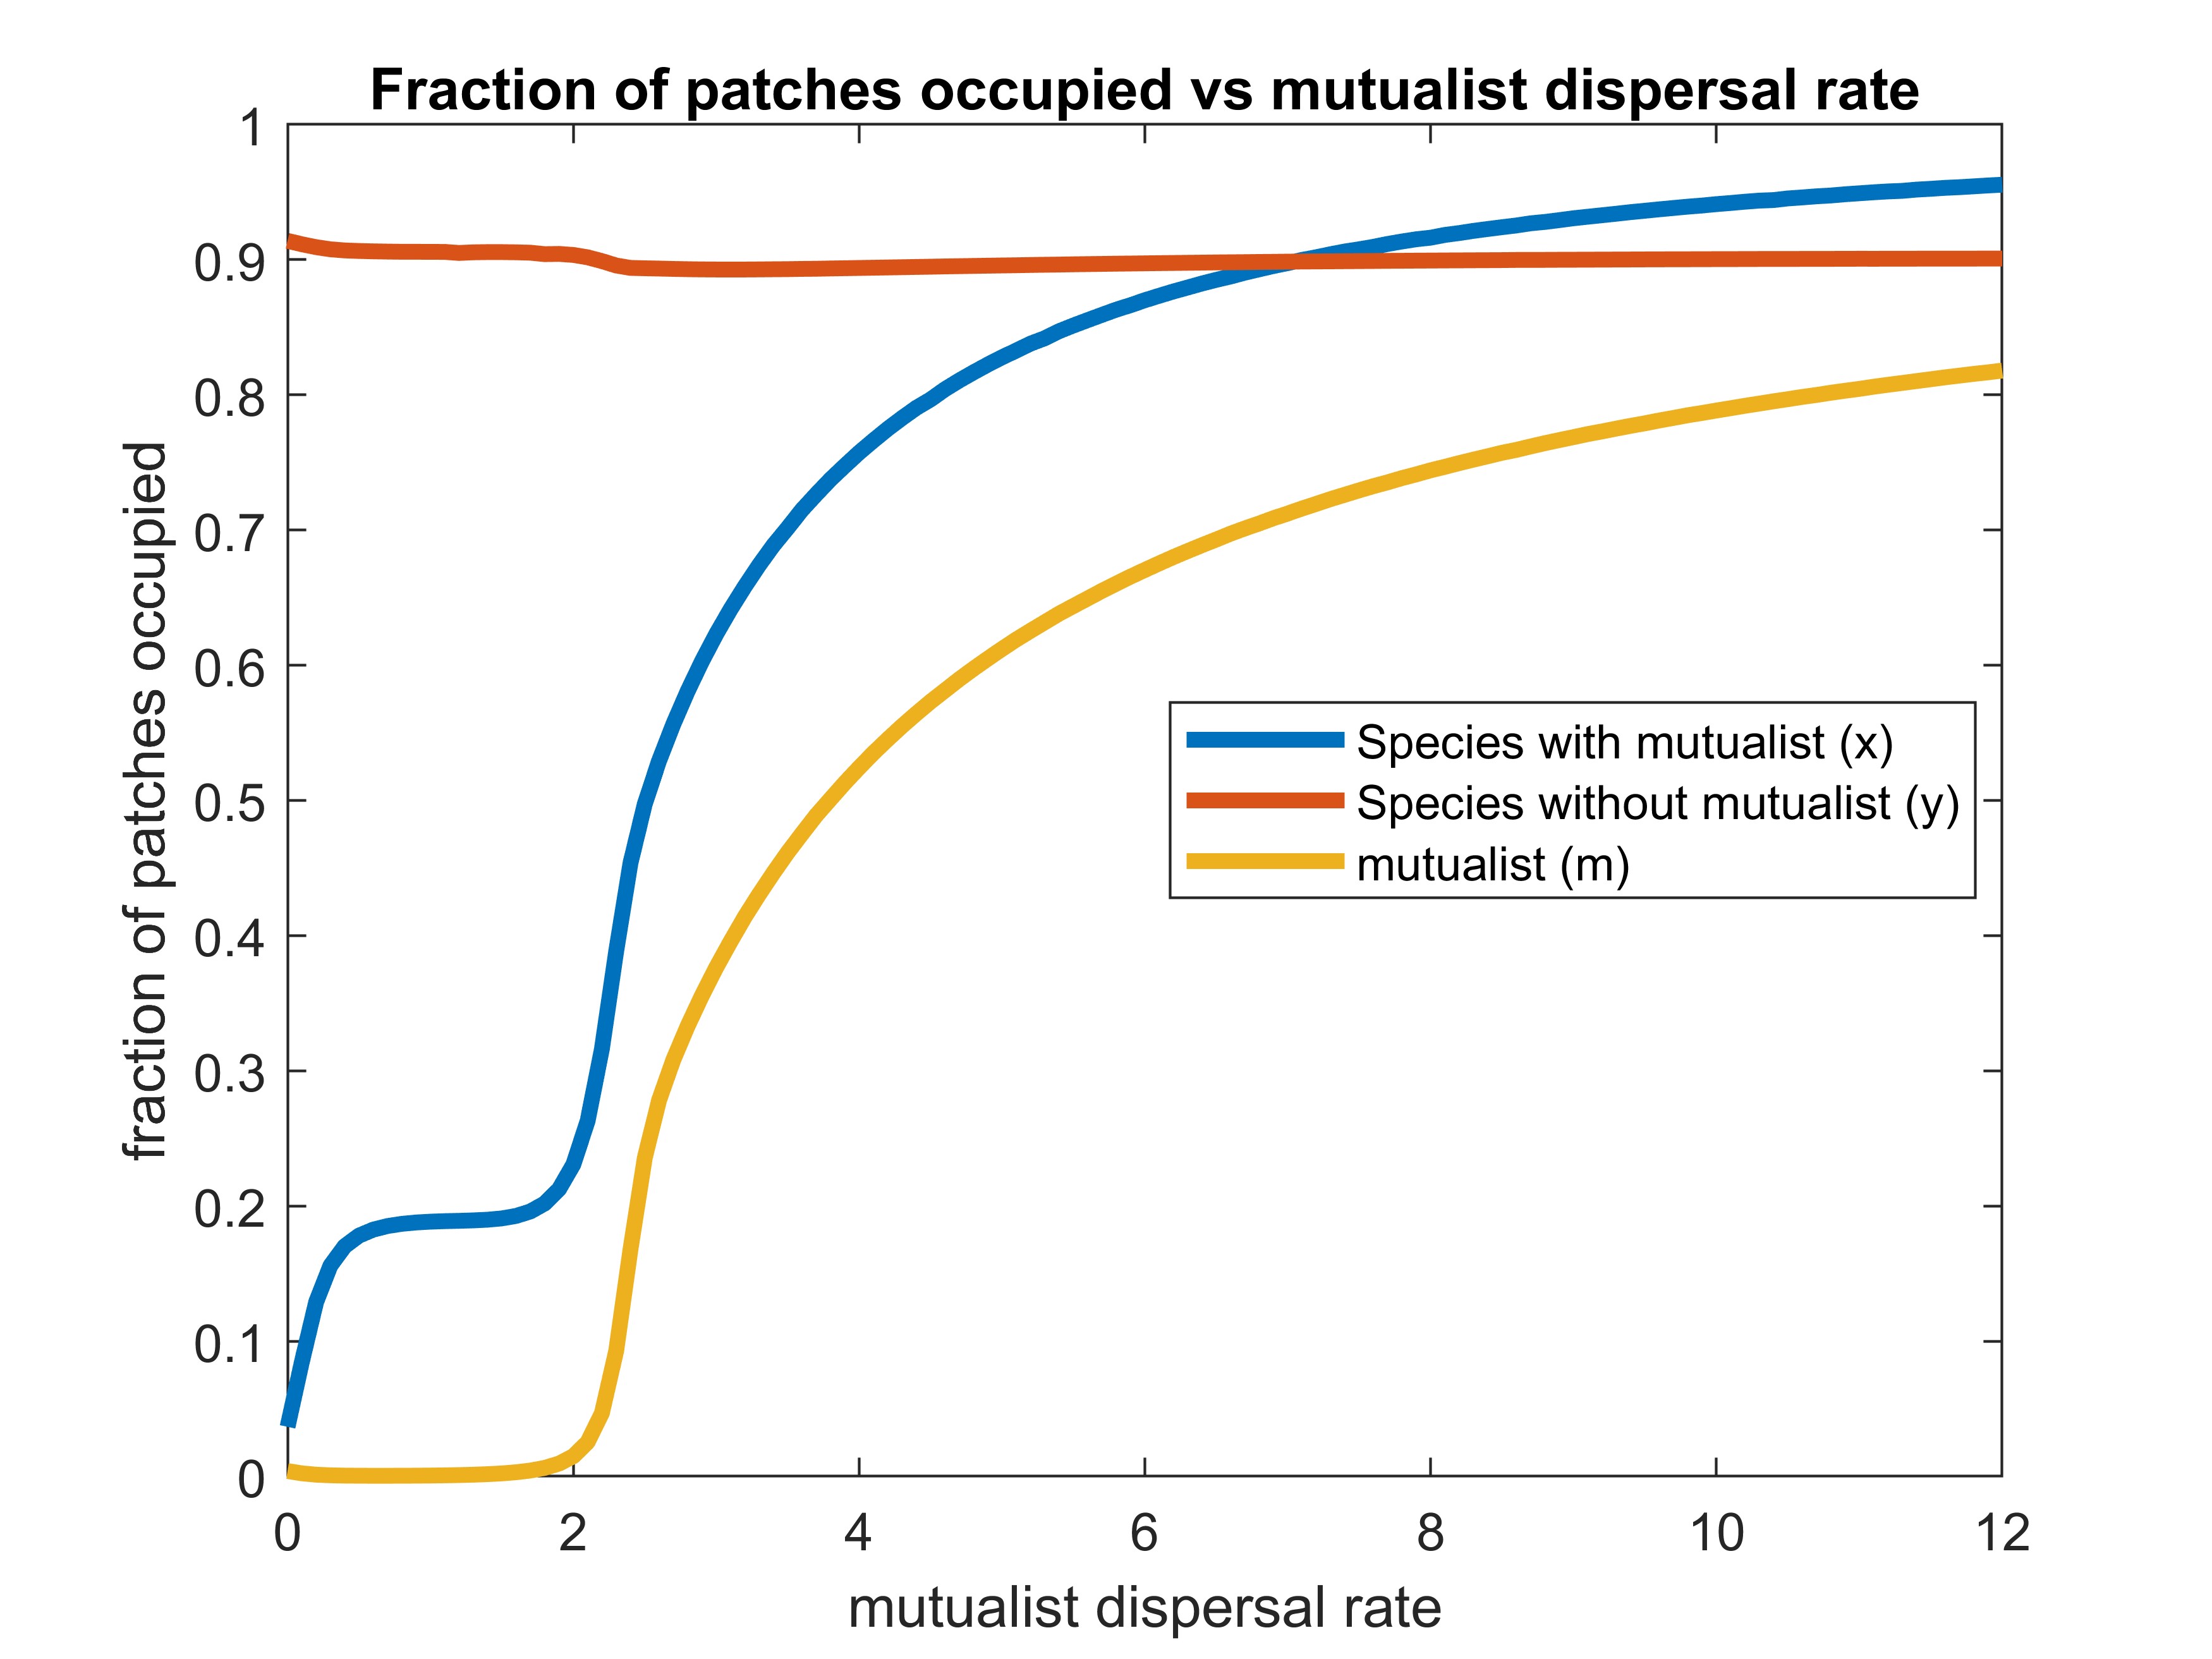 Fraction of patches occupied vs mutualist dispersal rate
fraction of patches occupied
1
0.9
0.8
0.7
0.6
0.5
0.4
0.3
0.2
0.1
0
Species with mutualist (x)
Species without mutualist (y)
mutualist (m)
0 2 4 6 8 10 12
mutualist dispersal rate